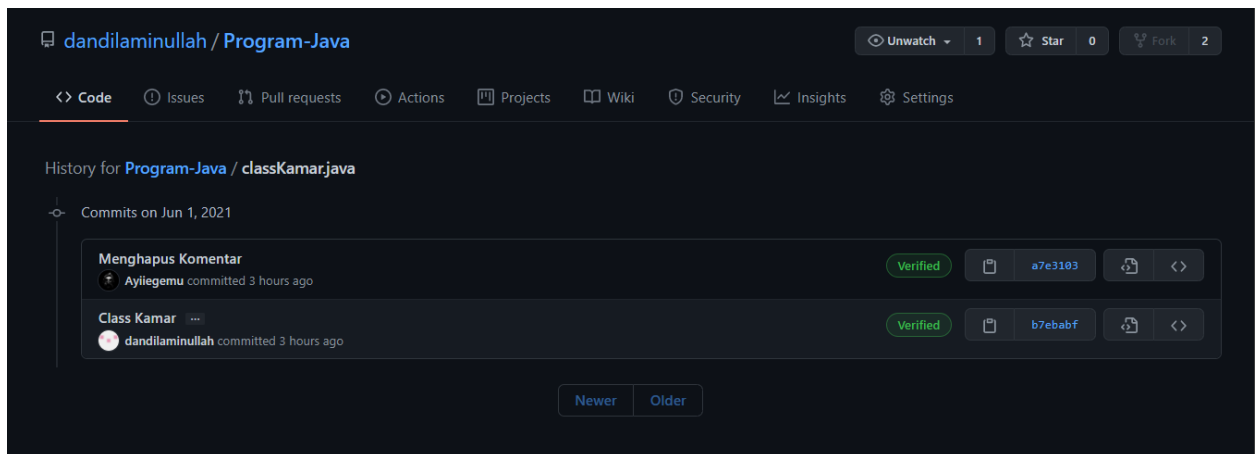 dandilaminullah / Program-Java
Unwatch 1 Star 0 Fork 2
<> Code Issues Pull requests Actions Projects Wiki Security Insights Settings
History for Program-Java / classKamar.java
Commits on Jun 1, 2021
Menghapus Komentar
Verified a7e3103 <>
Ayiiegemu committed 3 hours ago
Class Kamar ...
Verified b7ebabf <>
dandilaminullah committed 3 hours ago
Newer Older